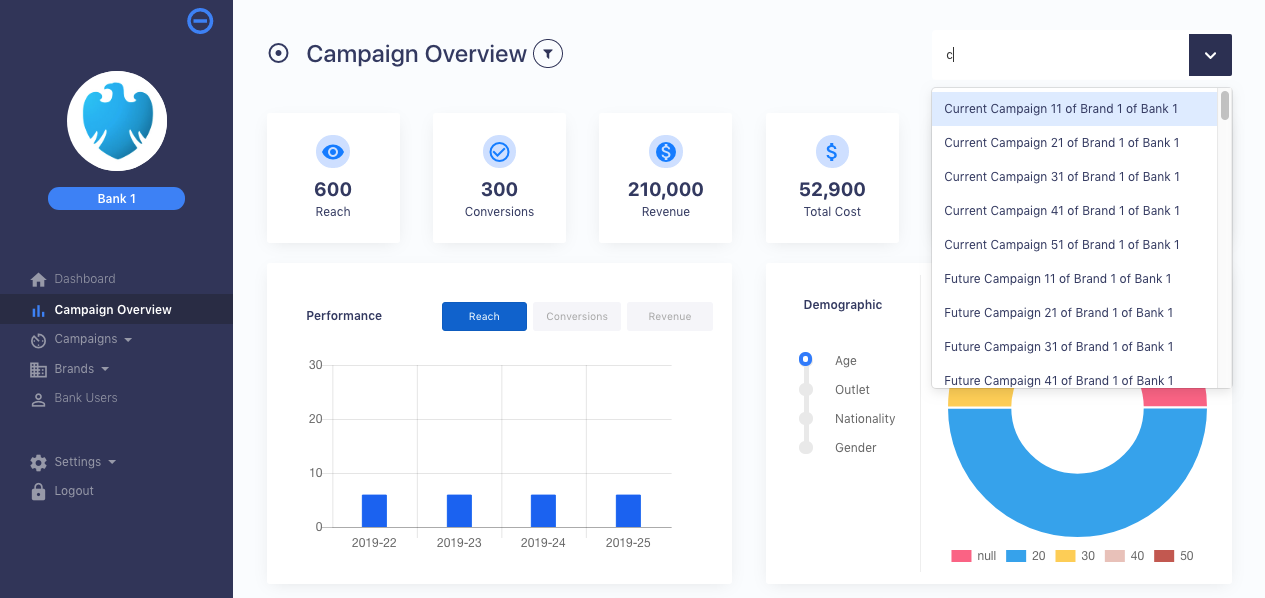 Campaign Overview
c
Bank 1
Dashboard
Campaign Overview
Campaigns
Brands
Bank Users
Settings
Logout
600
Reach
300
Conversions
210,000
Revenue
52,900
Total Cost
Current Campaign 11 of Brand 1 of Bank 1
Current Campaign 21 of Brand 1 of Bank 1
Current Campaign 31 of Brand 1 of Bank 1
Current Campaign 41 of Brand 1 of Bank 1
Current Campaign 51 of Brand 1 of Bank 1
Future Campaign 11 of Brand 1 of Bank 1
Future Campaign 21 of Brand 1 of Bank 1
Future Campaign 31 of Brand 1 of Bank 1
Future Campaign 41 of Brand 1 of Bank 1
Performance
Reach Conversions Revenue
30
20
10
0
2019-22 2019-23 2019-24 2019-25
Demographic
Age
Outlet
Nationality
Gender
null 20 30 40 50